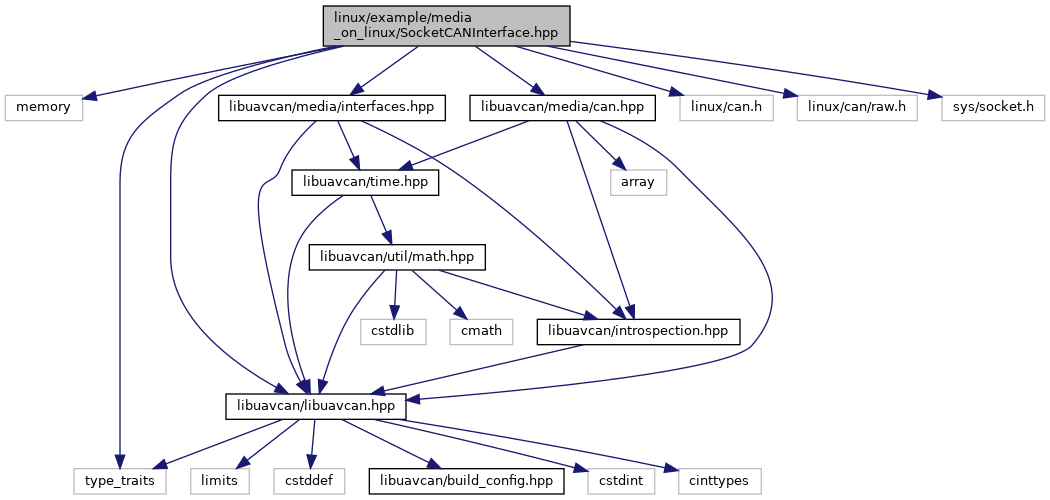 linux/example/media
_on_linux/SocketCANInterface.hpp
memory
libuavcan/media/interfaces.hpp
libuavcan/media/can.hpp
linux/can.h
linux/can/raw.h
sys/socket.h
libuavcan/time.hpp
array
libuavcan/util/math.hpp
cstdlib
cmath
libuavcan/introspection.hpp
libuavcan/libuavcan.hpp
type_traits
limits
cstddef
libuavcan/build_config.hpp
cstdint
cinttypes